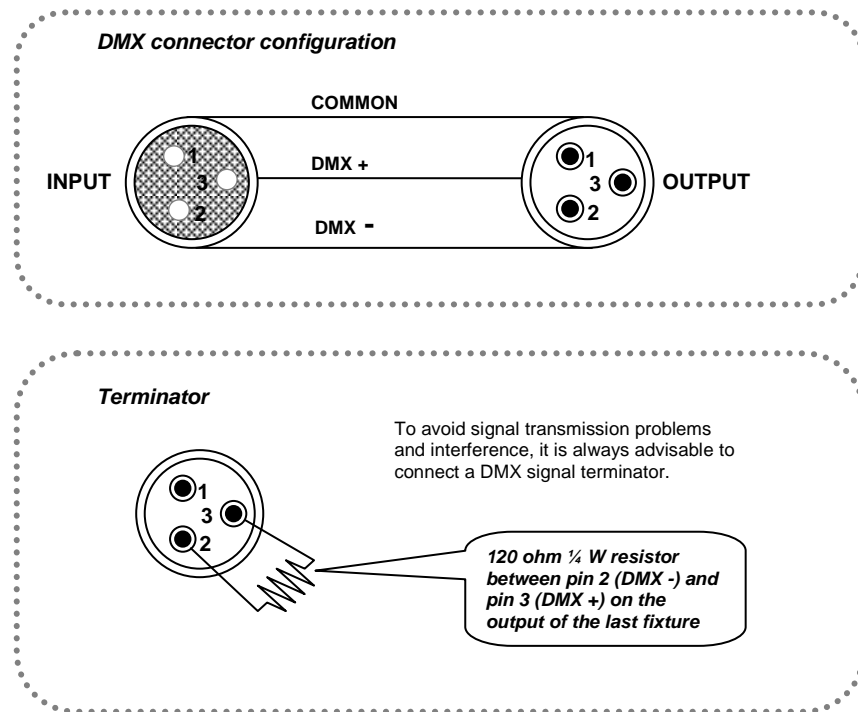 DMX connector configuration
COMMON
INPUT
1
3
2
DMX +
DMX -
1
3
2
OUTPUT
Terminator
To avoid signal transmission problems
and interference, it is always advisable to
connect a DMX signal terminator.
1
3
2
120 ohm ¼ W resistor
between pin 2 (DMX -) and
pin 3 (DMX +) on the
output of the last fixture